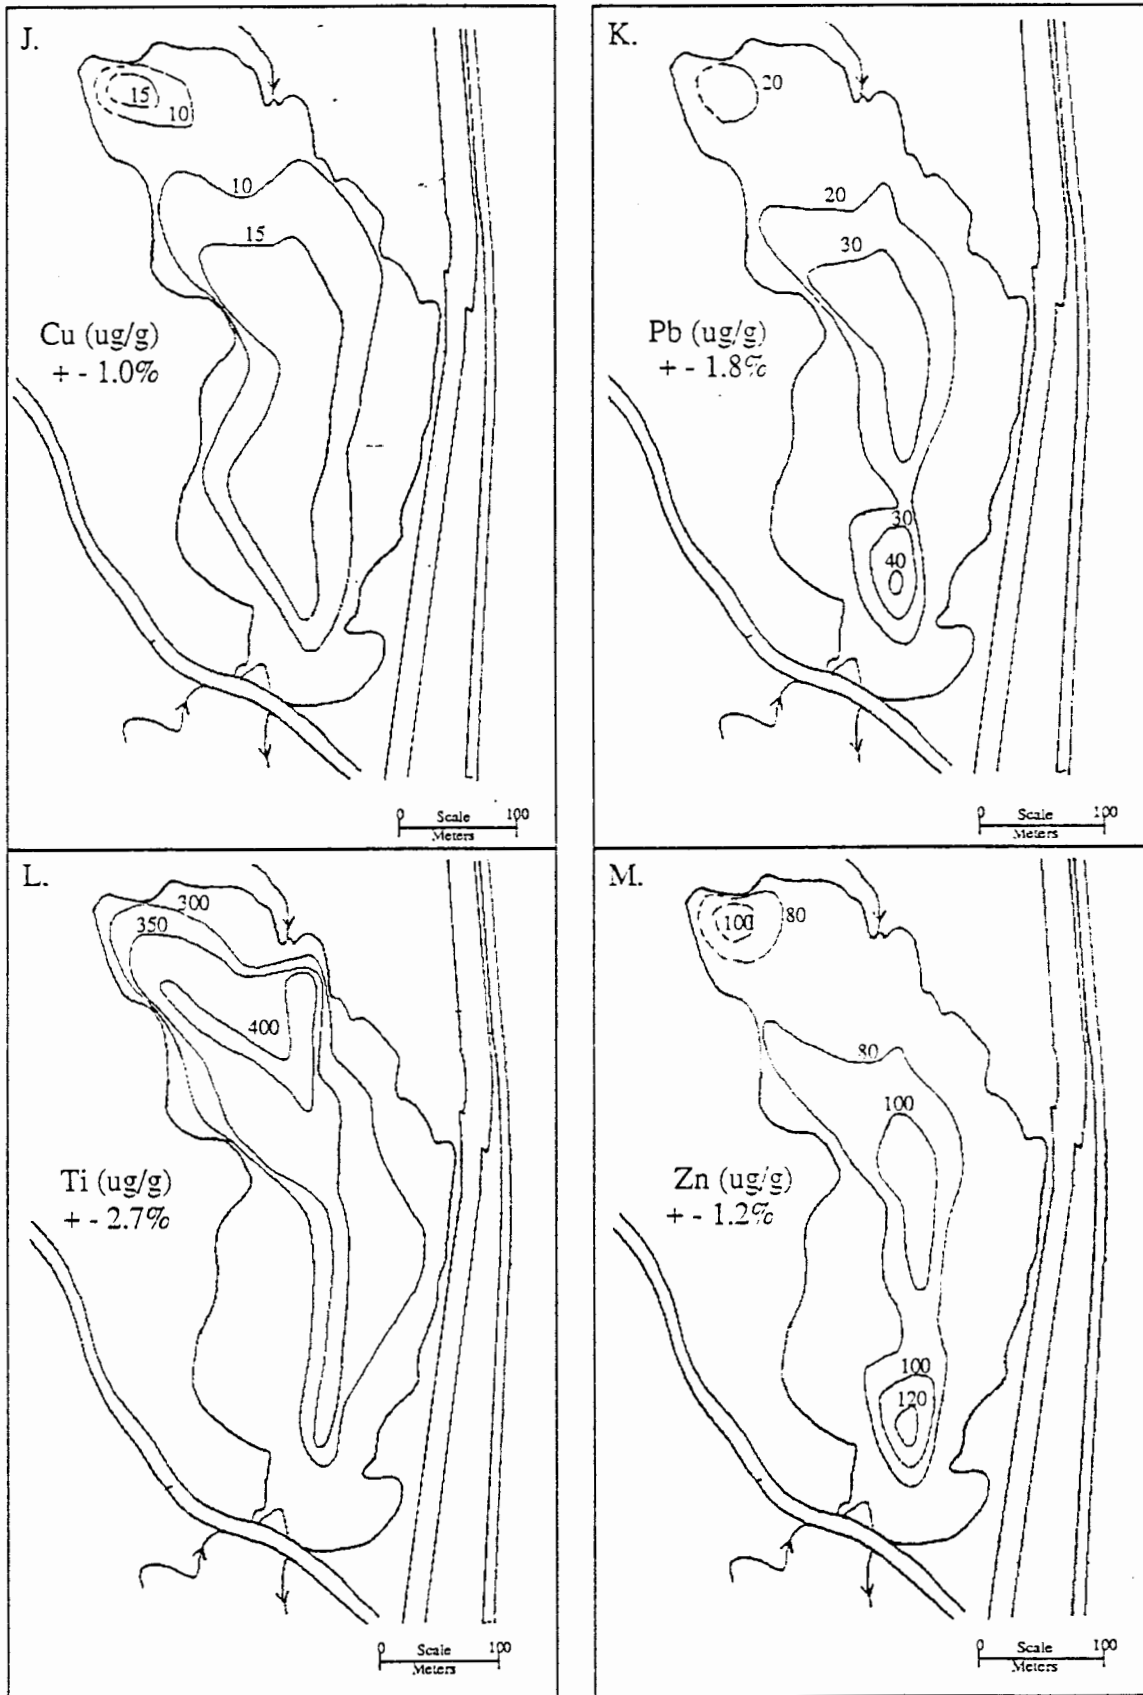 J.
15
10
10
15
Cu (ug/g)
+ - 1.0%
0 Scale 100
Meters
K.
20
20
30
Pb (ug/g)
+ - 1.8%
30
40
0 Scale 100
Meters
L.
300
350
400
Ti (ug/g)
+ - 2.7%
0 Scale 100
Meters
M.
100
80
80
100
Zn (ug/g)
+ - 1.2%
100
120
0 Scale 100
Meters